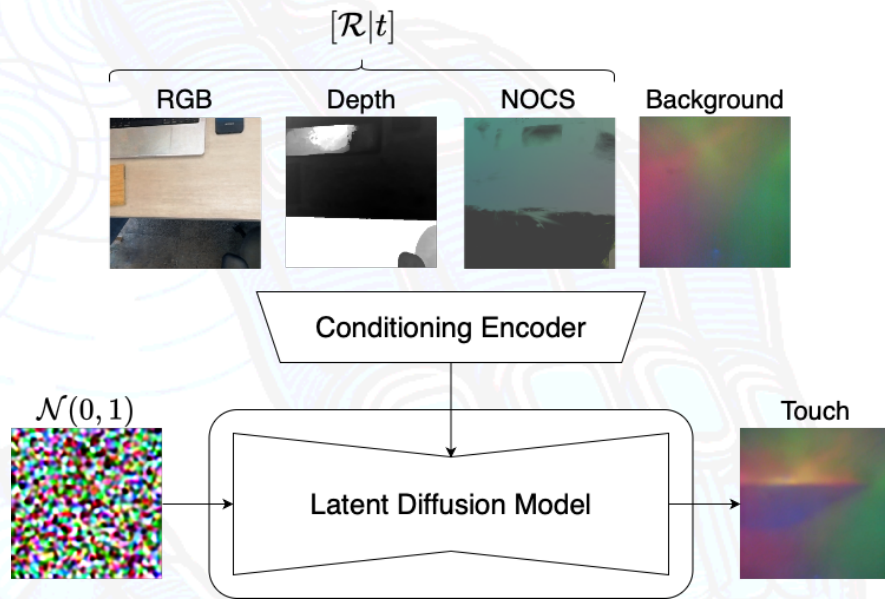 [ℛ|t]
RGB Depth NOCS Background
Conditioning Encoder
𝒩(0, 1) Touch
Latent Diffusion Model